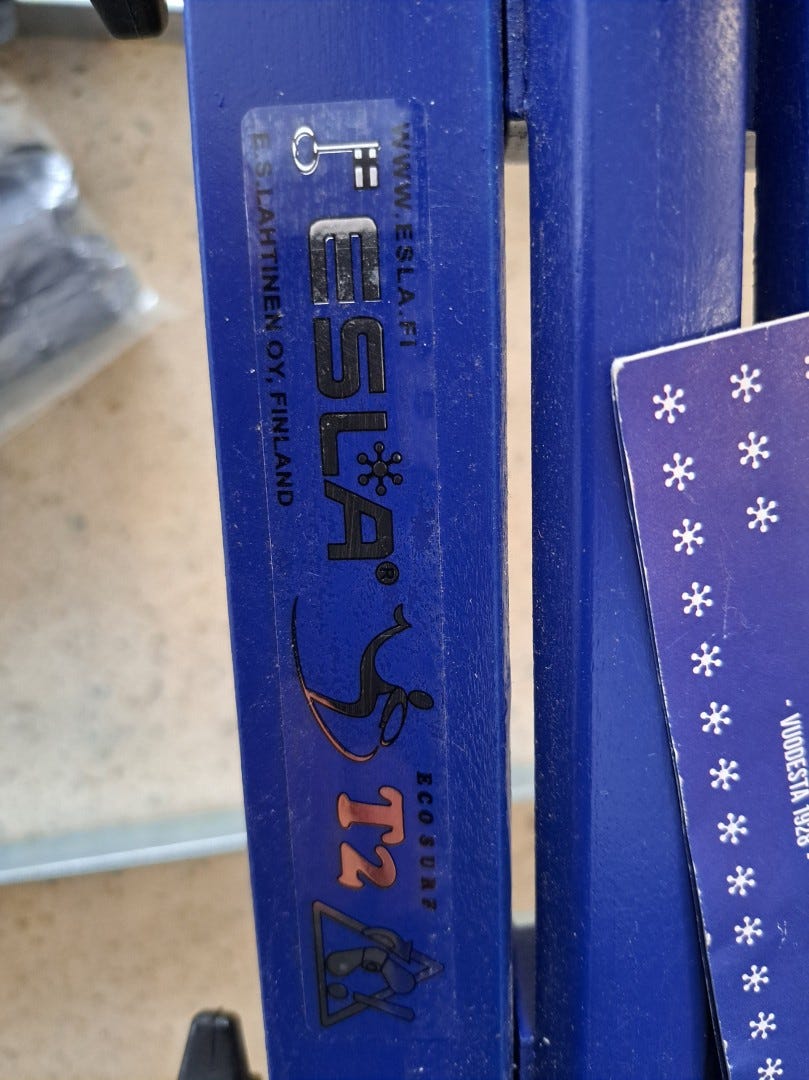 WWW.ESLA.FI
ESLA®
E.S.LAHTINEN OY, FINLAND
ECOSURF
T2
VUODESTA 1928